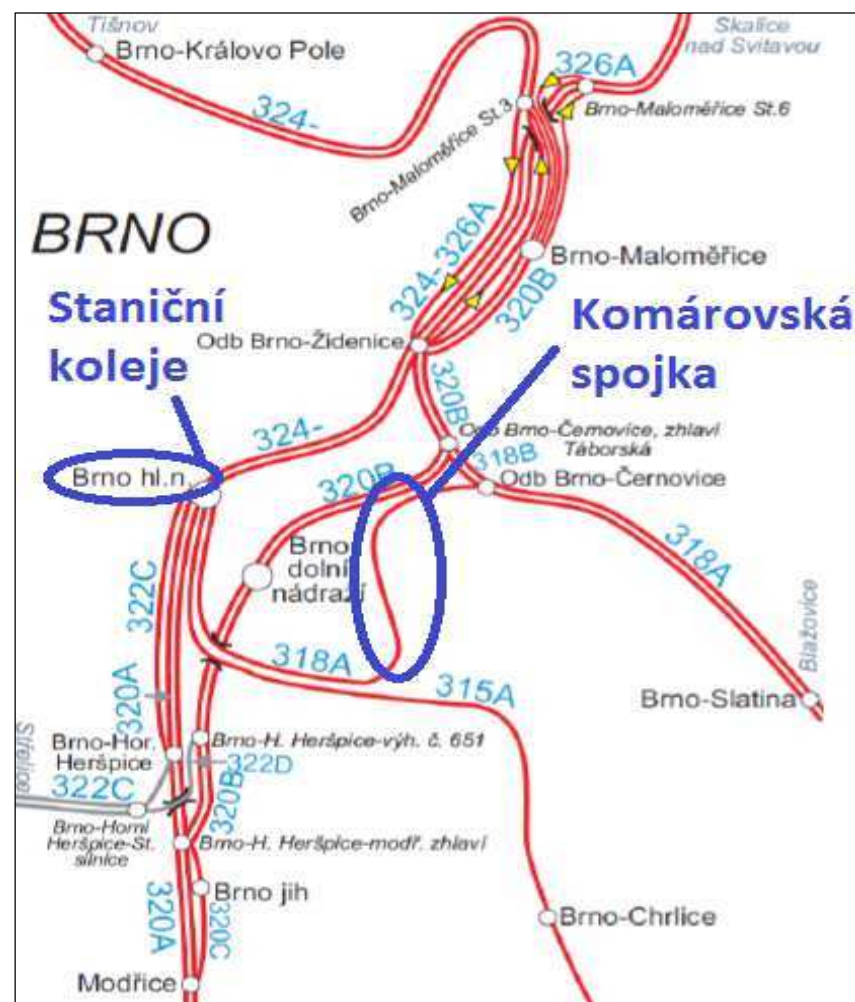 Tišnov
Brno-Královo Pole
Skalice
nad Svitavou
326A
Brno-Maloměřice St.6
324-
Brno-Maloměřice St.3
BRNO
324- 326A
Brno-Maloměřice
320B
Staniční
koleje
Komárovská
spojka
Odb Brno-Židenice
320B
324-
Odb Brno-Černovice, zhlaví
Táborská
318B
Brno hl.n.
320B
Odb Brno-Černovice
Brno
dolní
nádraží
322C
318A
Blažovice
318A
315A
320A
Brno-Slatina
Střelice
Brno-Hor.
Heršpice
Brno-H. Heršpice-výh. č. 651
322D
322C
320B
Brno-Horní
Heršpice-St.
silnice
Brno-H. Heršpice-modř. zhlaví
320A
Brno jih
320C
Brno-Chrlice
Modřice